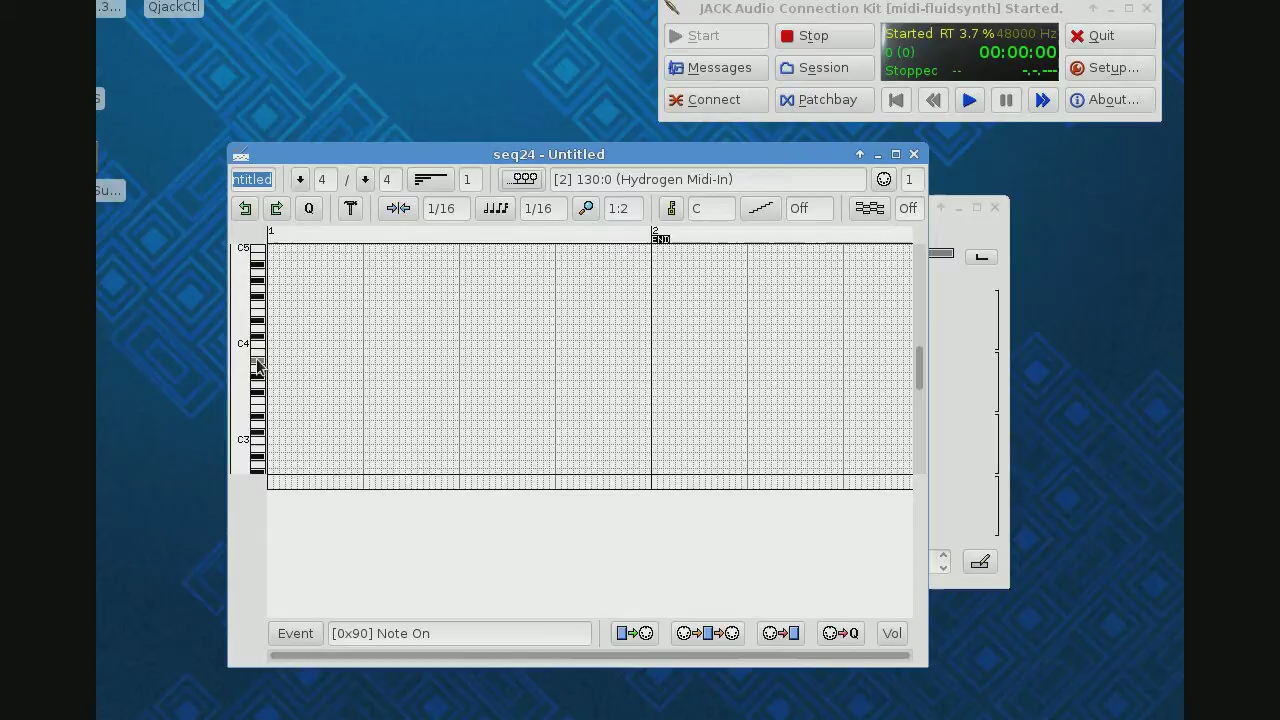 .3...
QjackCtl
JACK Audio Connection Kit [midi-fluidsynth] Started.
Start
Stop
Started RT 3.7 % 48000 Hz
Quit
0 (0) 00:00:00
Messages
Session
Stoppec -- -.-.---
Setup...
Connect
Patchbay
About...
S
Su...
seq24 - Untitled
ntitled
4 / 4
1
[2] 130:0 (Hydrogen Midi-In)
1
Q
T
1/16
1/16
1:2
C
Off
Off
1
2
END
C5
C4
C3
Event
[0x90] Note On
Q
Vol